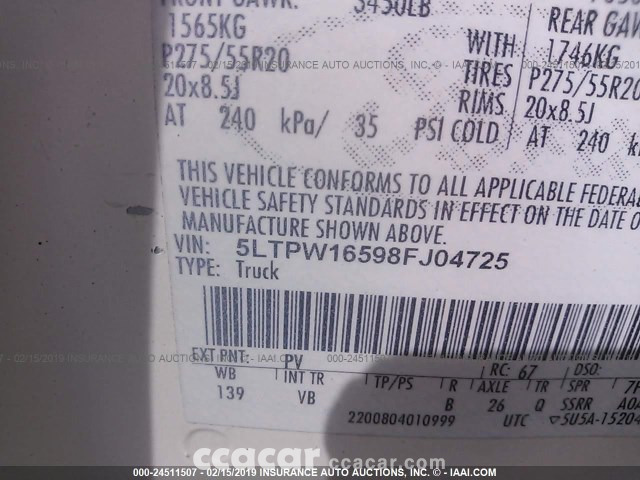 FRONT GAWR: 3450LB
1565KG
P275/55R20
20x8.5J
AT 240 kPa/ 35 PSI COLD
WITH
TIRES
RIMS
REAR GAW
1746KG
P275/55R20
20x8.5J
AT 240
THIS VEHICLE CONFORMS TO ALL APPLICABLE FEDERAL
VEHICLE SAFETY STANDARDS IN EFFECT ON THE DATE O
MANUFACTURE SHOWN ABOVE.
VIN: 5LTPW16598FJ04725
TYPE: Truck
EXT PNT: PV RC: 67 DSO:
WB INT TR TP/PS R AXLE TR SPR
139 VB B 26 Q SSRR A0A
2200804010999 UTC ▽5U5A-15204
ccacar ccacar.com
000-24511507 - 02/15/2019 INSURANCE AUTO AUCTIONS - © - IAAI.COM